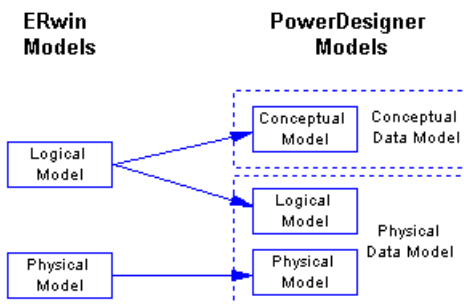 ERwin
Models
PowerDesigner
Models
Conceptual
Model
Conceptual
Data Model
Logical
Model
Logical
Model
Physical
Data Model
Physical
Model
Physical
Model